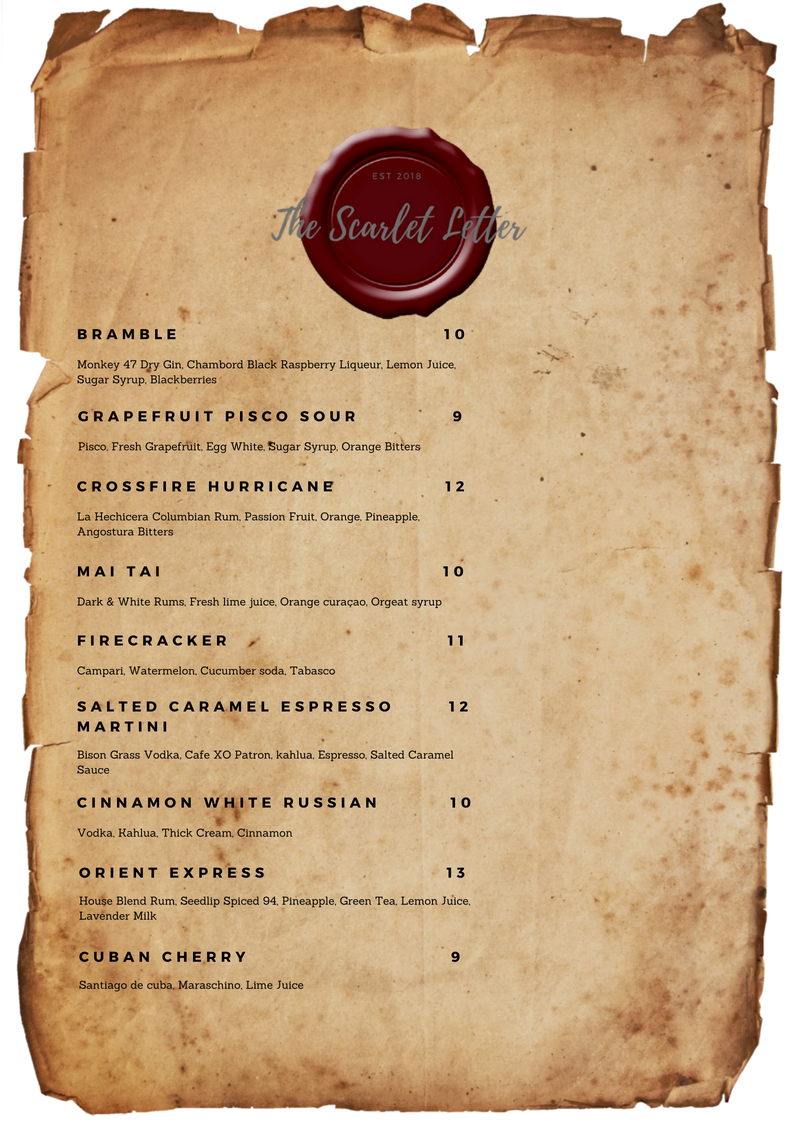 EST 2018
The Scarlet Letter
BRAMBLE 10
Monkey 47 Dry Gin, Chambord Black Raspberry Liqueur, Lemon Juice,
Sugar Syrup, Blackberries
GRAPEFRUIT PISCO SOUR 9
Pisco, Fresh Grapefruit, Egg White, Sugar Syrup, Orange Bitters
CROSSFIRE HURRICANE 12
La Hechicera Columbian Rum, Passion Fruit, Orange, Pineapple,
Angostura Bitters
MAI TAI 10
Dark & White Rums, Fresh lime juice, Orange curaçao, Orgeat syrup
FIRECRACKER 11
Campari, Watermelon, Cucumber soda, Tabasco
SALTED CARAMEL ESPRESSO 12
MARTINI
Bison Grass Vodka, Cafe XO Patron, kahlua, Espresso, Salted Caramel
Sauce
CINNAMON WHITE RUSSIAN 10
Vodka, Kahlua, Thick Cream, Cinnamon
ORIENT EXPRESS 13
House Blend Rum, Seedlip Spiced 94, Pineapple, Green Tea, Lemon Juice,
Lavender Milk
CUBAN CHERRY 9
Santiago de cuba, Maraschino, Lime Juice